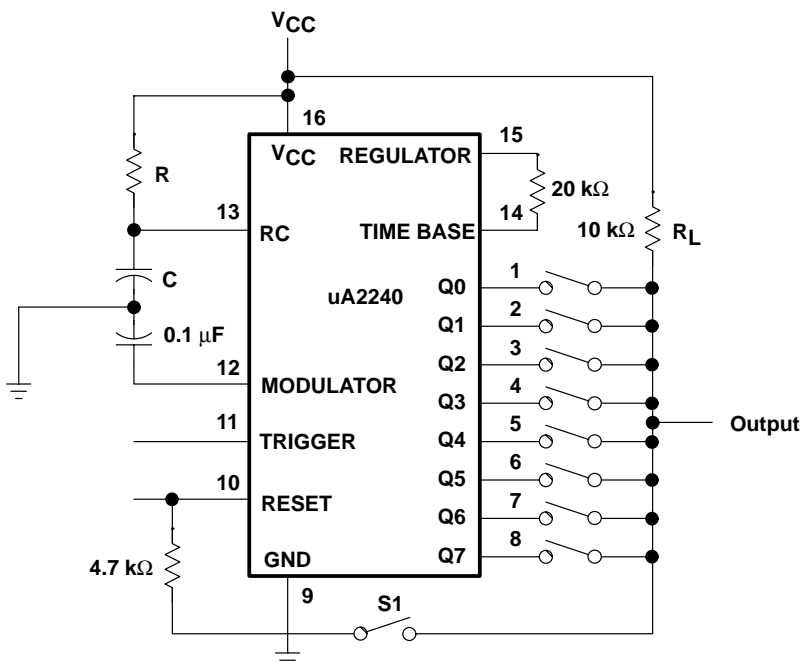 VCC
16
15
VCC
REGULATOR
R
20 kΩ
13
14
RC
TIME BASE
10 kΩ
RL
C
uA2240
Q0
1
0.1 μF
Q1
2
12
Q2
3
MODULATOR
Q3
4
11
TRIGGER
Q4
5
Output
10
RESET
Q5
6
Q6
7
4.7 kΩ
GND
Q7
8
9
S1